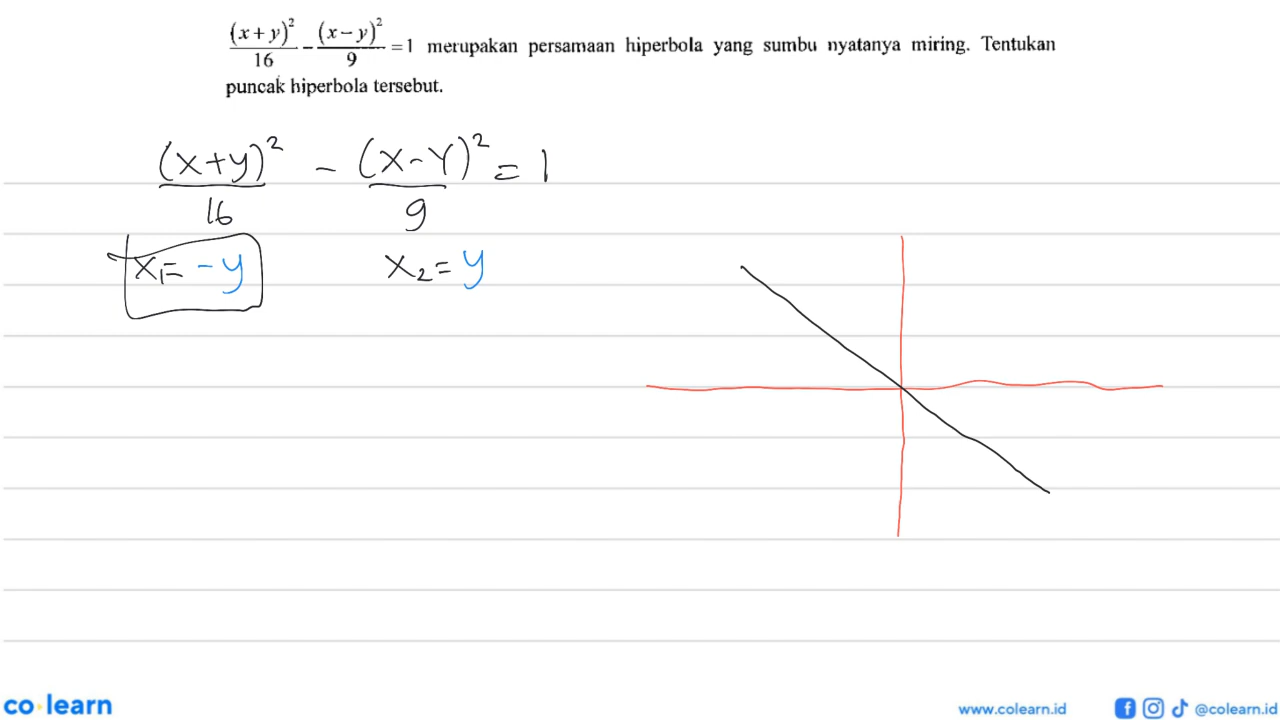 (x+y)²/16 − (x−y)²/9 = 1 merupakan persamaan hiperbola yang sumbu nyatanya miring. Tentukan
puncak hiperbola tersebut.
(x+y)²/16 − (x−y)²/9 = 1
x₁ = −y x₂ = y
co learn www.colearn.id @colearn.id